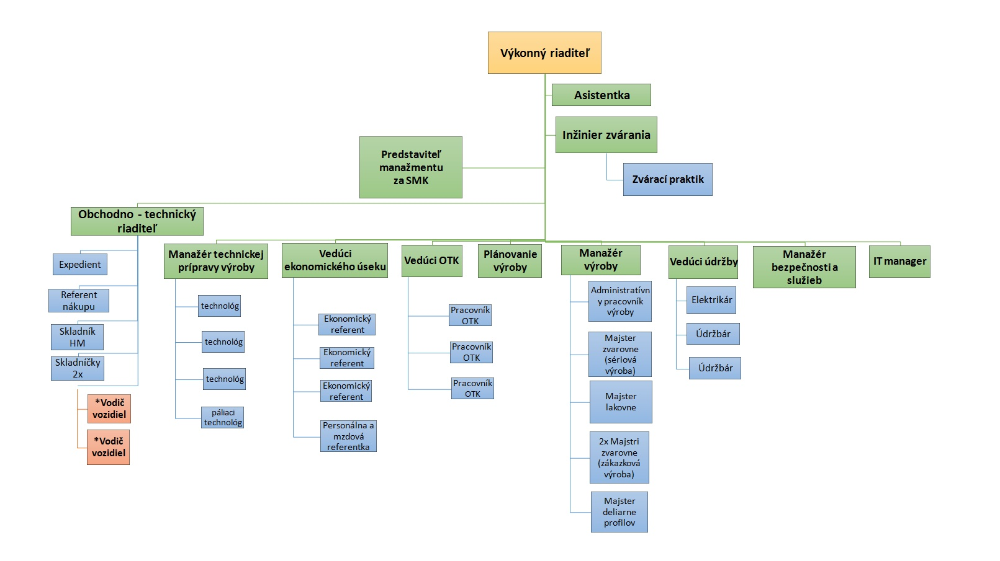 Výkonný riaditeľ
Asistentka
Inžinier zvárania
Zvárací praktik
Predstaviteľ
manažmentu
za SMK
Obchodno - technický
riaditeľ
Expedient
Referent
nákupu
Skladník
HM
Skladníčky
2x
*Vodič
vozidiel
*Vodič
vozidiel
Manažér technickej
prípravy výroby
technológ
technológ
technológ
páliaci
technológ
Vedúci
ekonomického úseku
Ekonomický
referent
Ekonomický
referent
Ekonomický
referent
Personálna a
mzdová
referentka
Vedúci OTK
Pracovník
OTK
Pracovník
OTK
Pracovník
OTK
Plánovanie
výroby
Manažér
výroby
Administratívn
y pracovník
výroby
Majster
zvarovne
(sériová
výroba)
Majster
lakovne
2x Majstri
zvarovne
(zákazková
výroba)
Majster
deliarne
profilov
Vedúci údržby
Elektrikár
Údržbár
Údržbár
Manažér
bezpečnosti a
služieb
IT manager